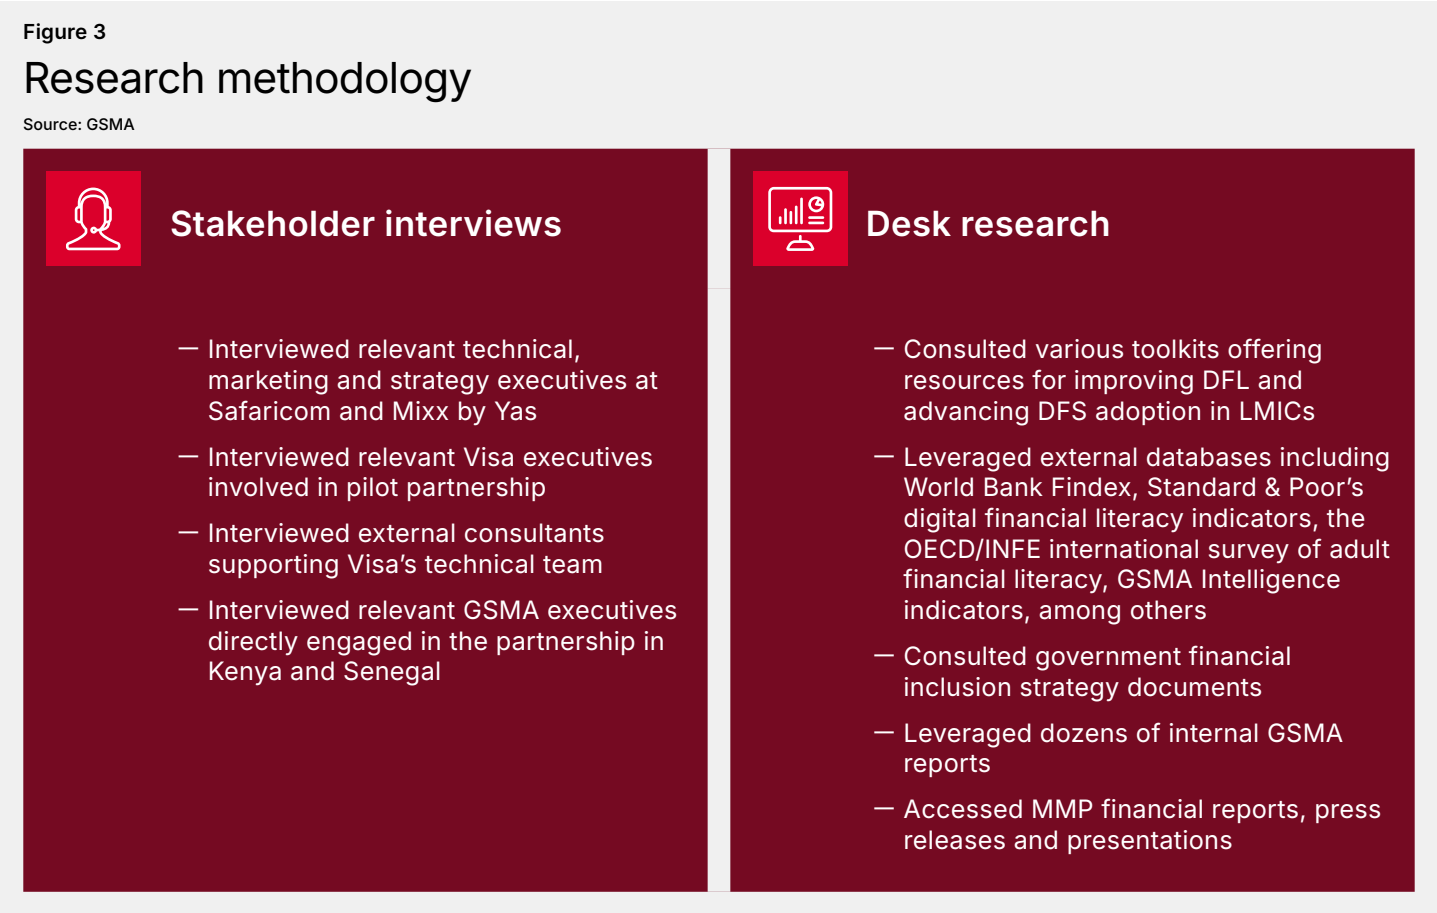 Figure 3
Research methodology
Source: GSMA
Stakeholder interviews
— Interviewed relevant technical,
marketing and strategy executives at
Safaricom and Mixx by Yas
— Interviewed relevant Visa executives
involved in pilot partnership
— Interviewed external consultants
supporting Visa’s technical team
— Interviewed relevant GSMA executives
directly engaged in the partnership in
Kenya and Senegal
Desk research
— Consulted various toolkits offering
resources for improving DFL and
advancing DFS adoption in LMICs
— Leveraged external databases including
World Bank Findex, Standard & Poor’s
digital financial literacy indicators, the
OECD/INFE international survey of adult
financial literacy, GSMA Intelligence
indicators, among others
— Consulted government financial
inclusion strategy documents
— Leveraged dozens of internal GSMA
reports
— Accessed MMP financial reports, press
releases and presentations